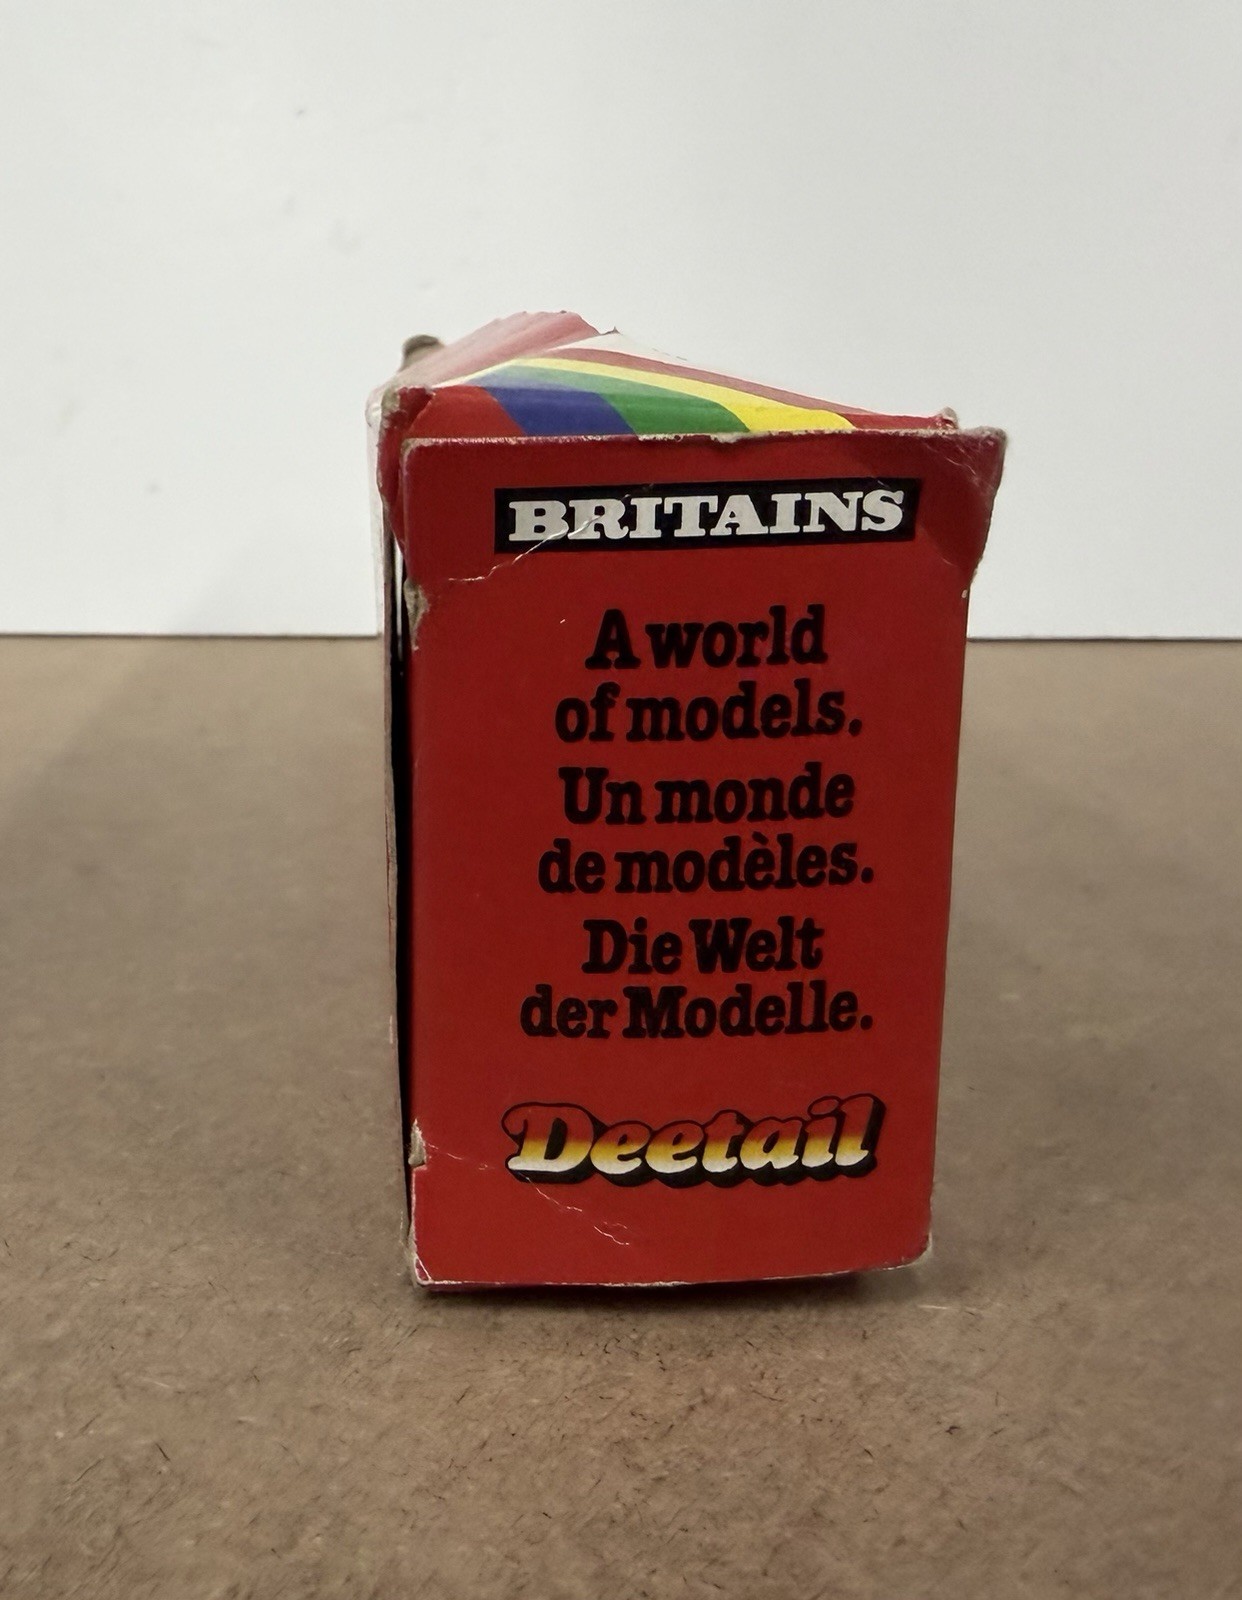 BRITAINS
A world
of models.
Un monde
de modèles.
Die Welt
der Modelle.
Deetail